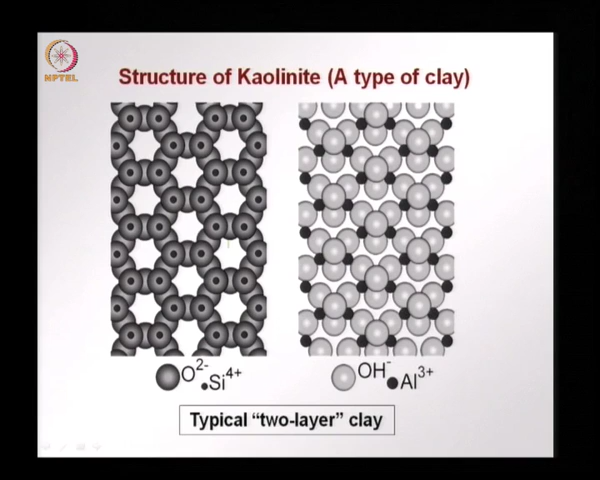 NPTEL
Structure of Kaolinite (A type of clay)
O²⁻ Si⁴⁺
OH⁻ Al³⁺
Typical “two-layer” clay